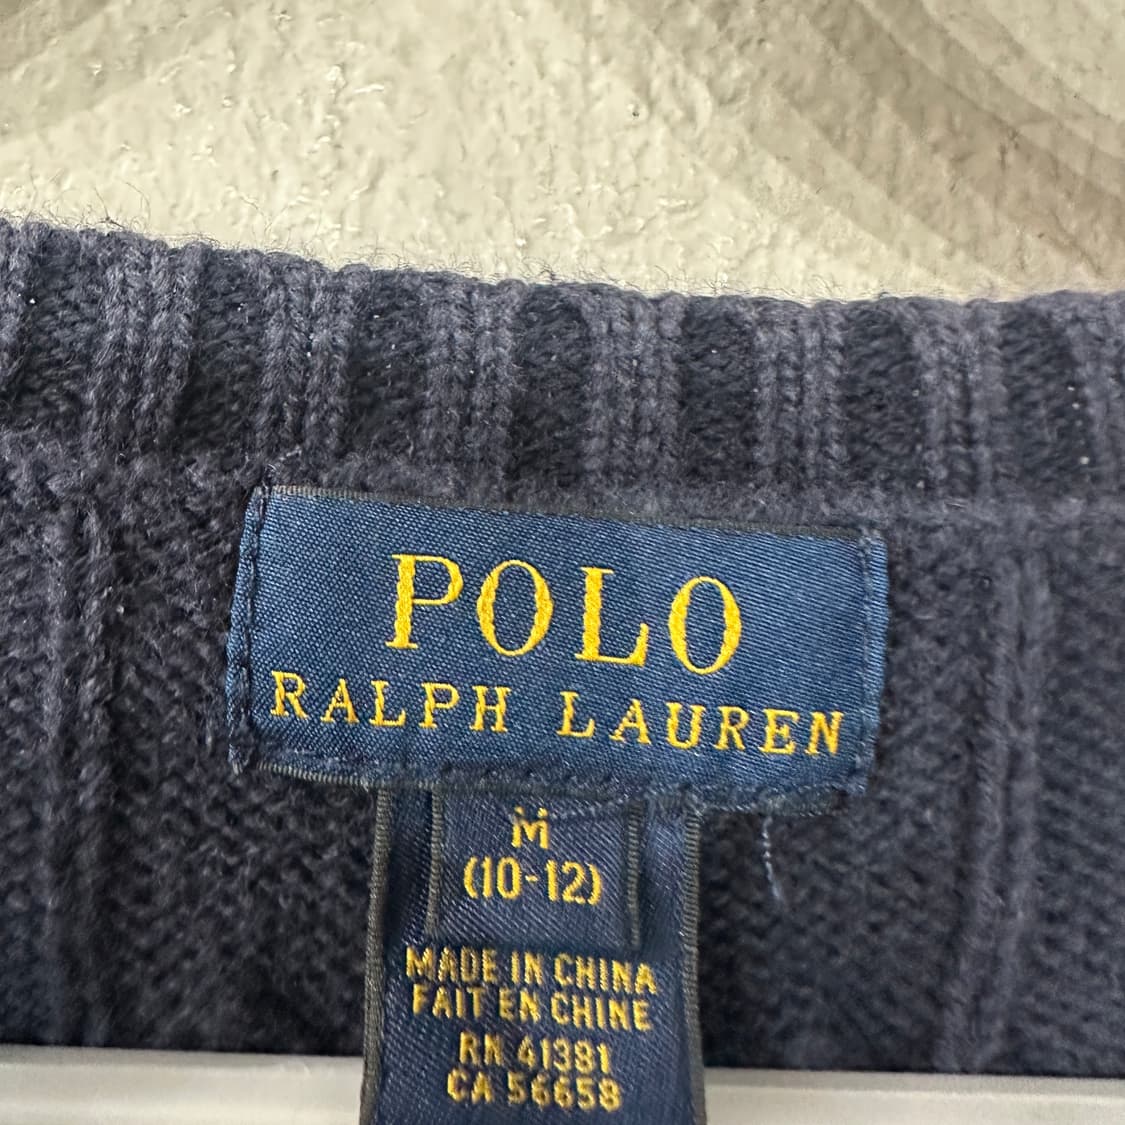 POLO
RALPH LAUREN
M
(10-12)
MADE IN CHINA
FAIT EN CHINE
RN 41381
CA 56658